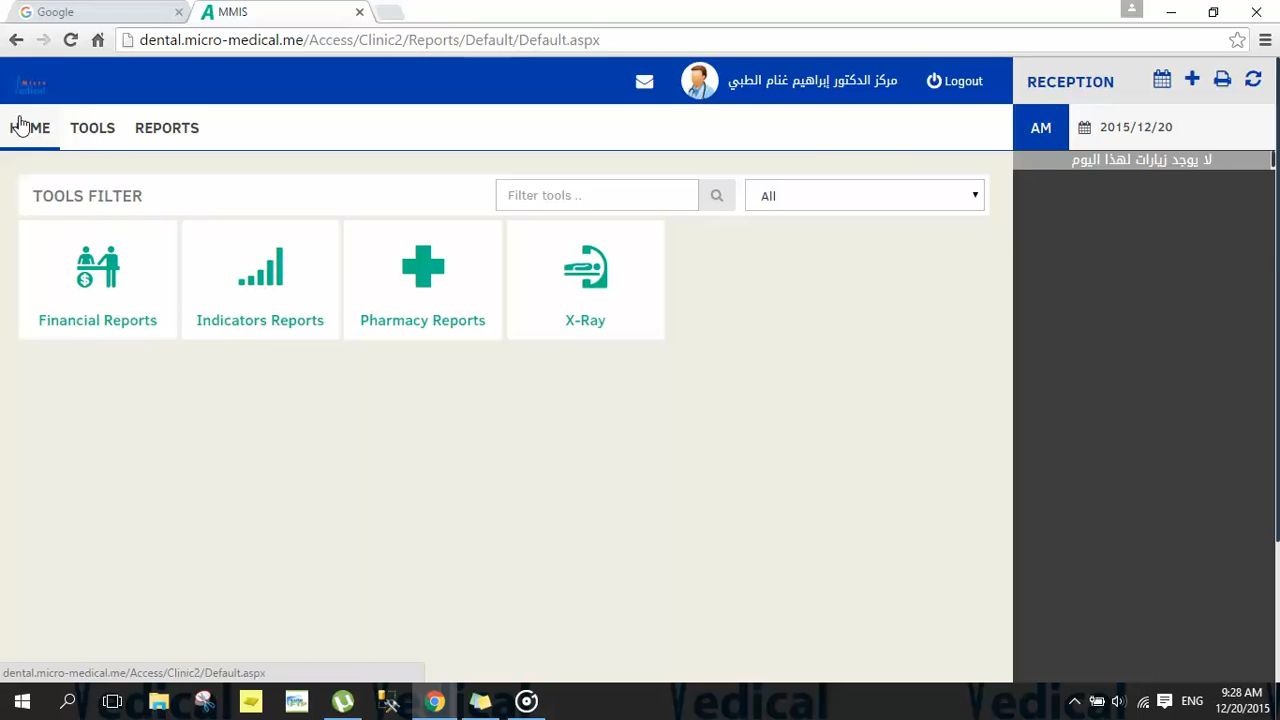 Google
MMIS
dental.micro-medical.me/Access/Clinic2/Reports/Default/Default.aspx
مركز الدكتور إبراهيم غنام الطبي
Logout
RECEPTION
HOME
TOOLS
REPORTS
AM
2015/12/20
لا يوجد زيارات لهذا اليوم
TOOLS FILTER
Filter tools ..
All
Financial Reports
Indicators Reports
Pharmacy Reports
X-Ray
dental.micro-medical.me/Access/Clinic2/Default.aspx
ENG
9:28 AM
12/20/2015